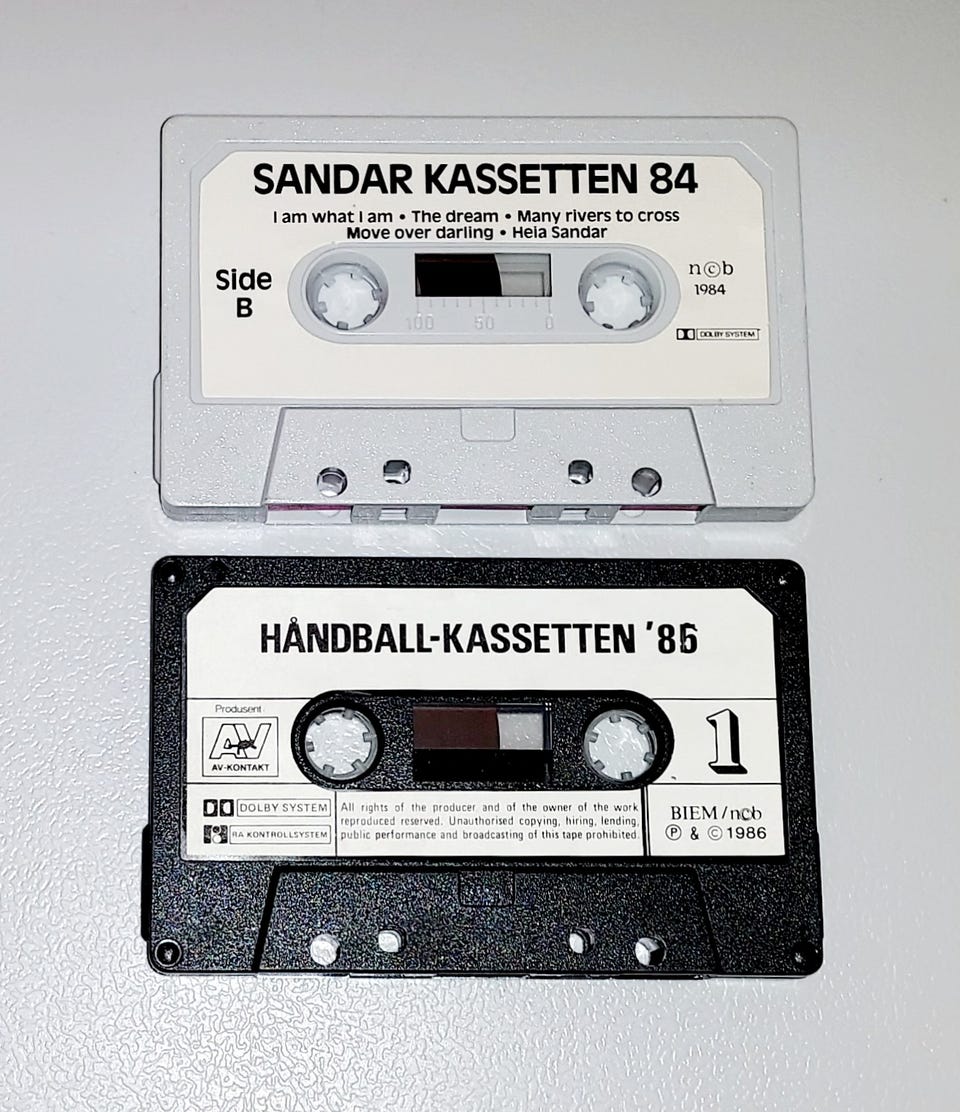 SANDAR KASSETTEN 84
I am what I am • The dream • Many rivers to cross
Move over darling • Heia Sandar
Side
B
n©b
1984
DOLBY SYSTEM
100 50 0
HÅNDBALL-KASSETTEN '86
Produsent:
AV
AV-KONTAKT
1
DOLBY SYSTEM
RA KONTROLLSYSTEM
All rights of the producer and of the owner of the work
reproduced reserved. Unauthorised copying, hiring, lending,
public performance and broadcasting of this tape prohibited.
BIEM/n©b
℗ & © 1986